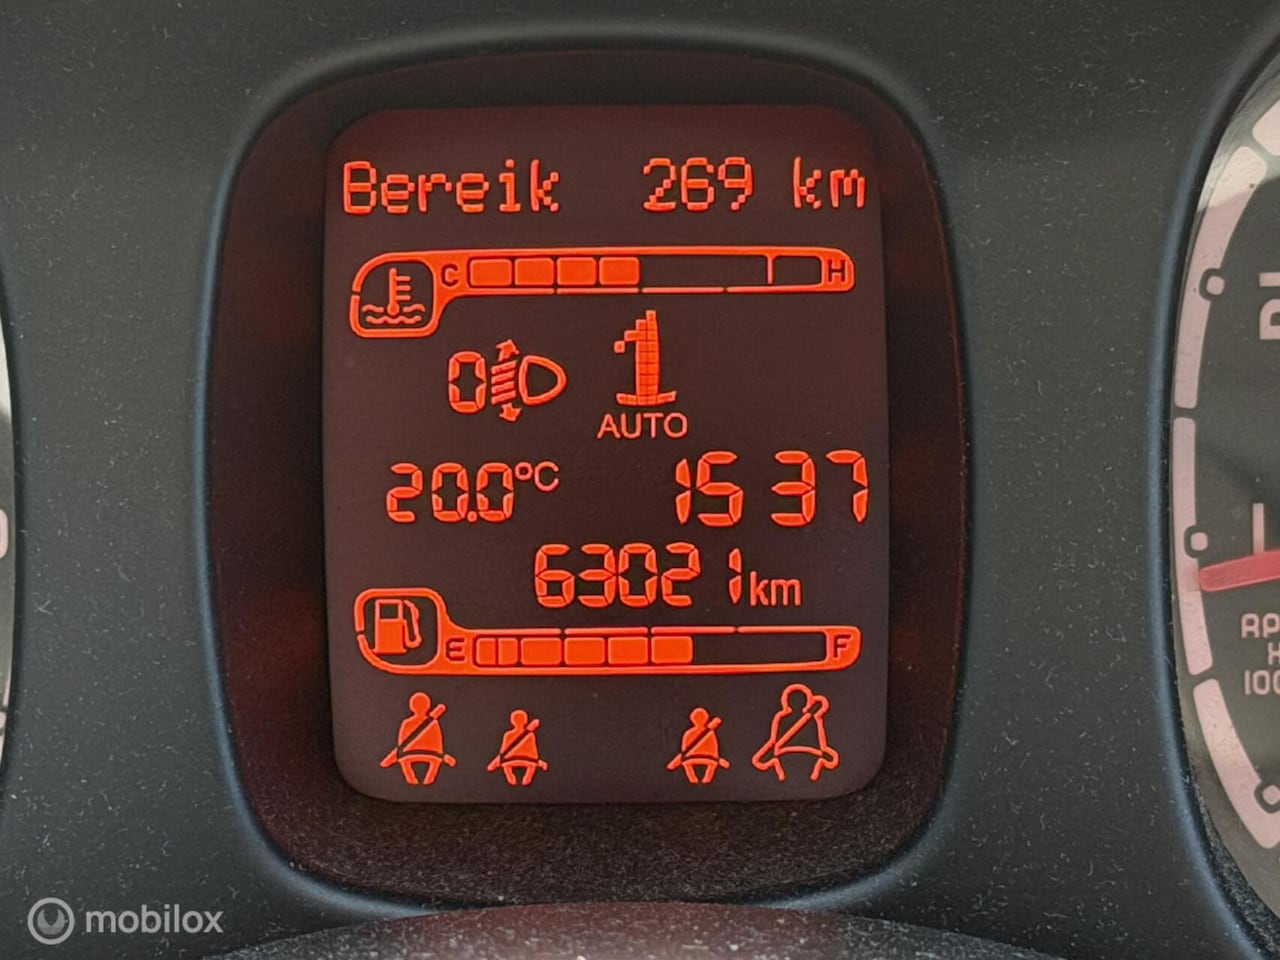 Bereik 269 km
C H
0 1
AUTO
20.0°C 15 37
63021 km
E F
mobilox